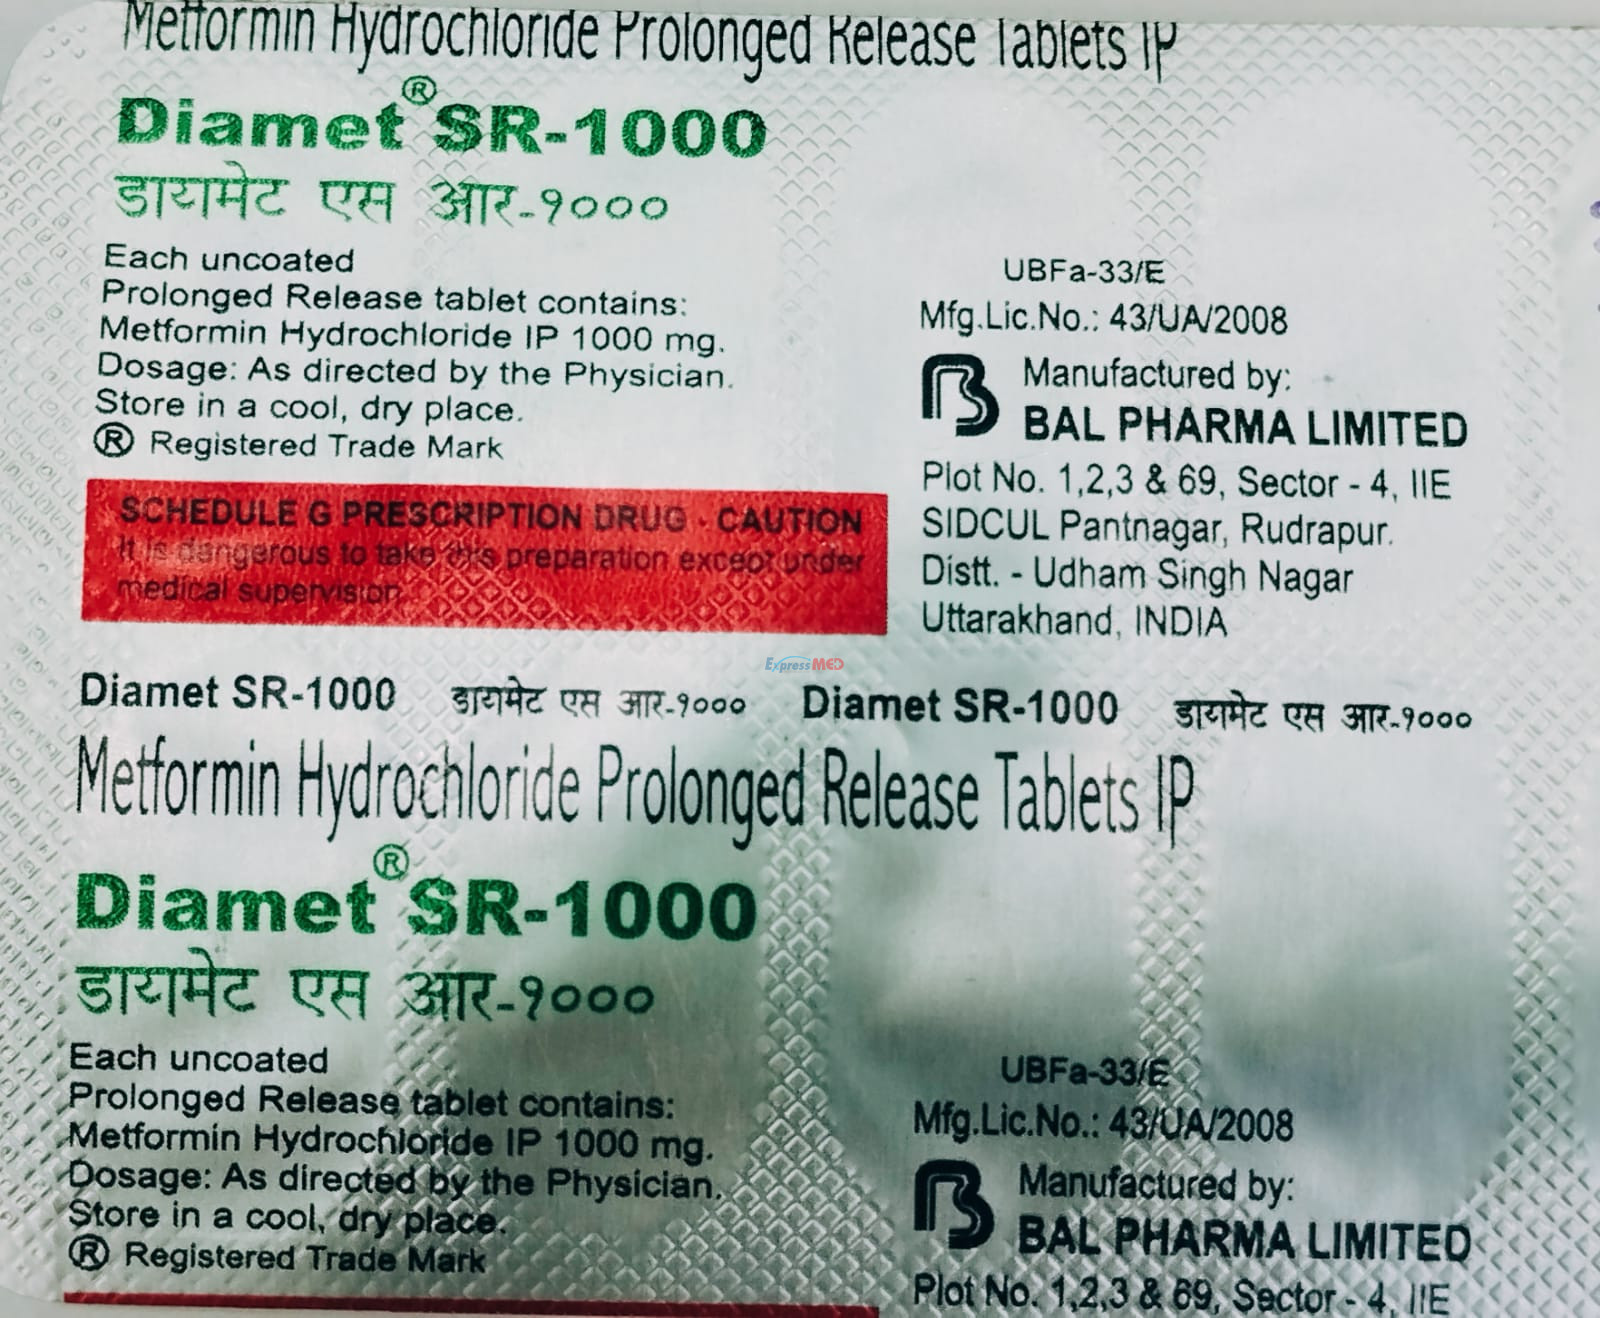 Metformin Hydrochloride Prolonged Release Tablets IP
Diamet® SR-1000
डायमेट एस आर-१०००
Each uncoated
Prolonged Release tablet contains:
Metformin Hydrochloride IP 1000 mg.
Dosage: As directed by the Physician.
Store in a cool, dry place.
® Registered Trade Mark
SCHEDULE G PRESCRIPTION DRUG - CAUTION
It is dangerous to take this preparation except under
medical supervision
UBFa-33/E
Mfg.Lic.No.: 43/UA/2008
Manufactured by:
BAL PHARMA LIMITED
Plot No. 1,2,3 & 69, Sector - 4, IIE
SIDCUL Pantnagar, Rudrapur.
Distt. - Udham Singh Nagar
Uttarakhand, INDIA
ExpressMED
Diamet SR-1000 डायमेट एस आर-१००० Diamet SR-1000 डायमेट एस आर-१०००
Metformin Hydrochloride Prolonged Release Tablets IP
Diamet® SR-1000
डायमेट एस आर-१०००
Each uncoated
Prolonged Release tablet contains:
Metformin Hydrochloride IP 1000 mg.
Dosage: As directed by the Physician.
Store in a cool, dry place.
® Registered Trade Mark
UBFa-33/E
Mfg.Lic.No.: 43/UA/2008
Manufactured by:
BAL PHARMA LIMITED
Plot No. 1,2,3 & 69, Sector - 4, IIE